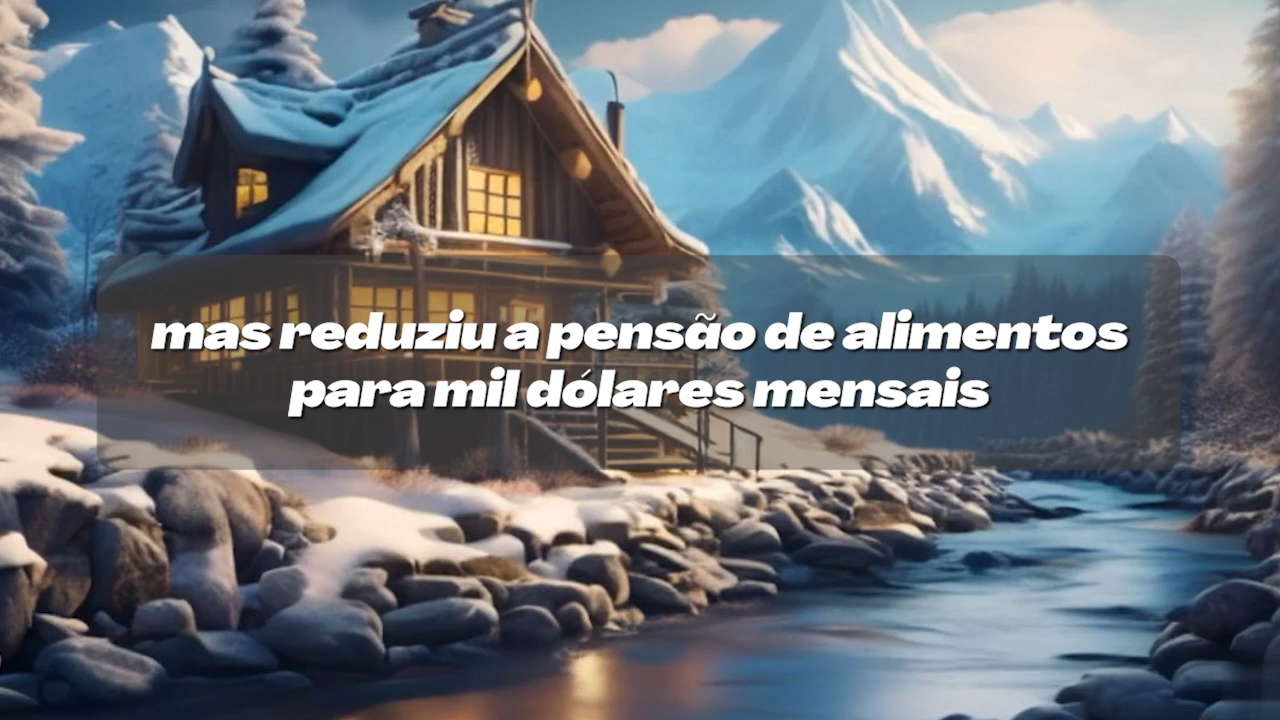 mas reduziu a pensão de alimentos
para mil dólares mensais